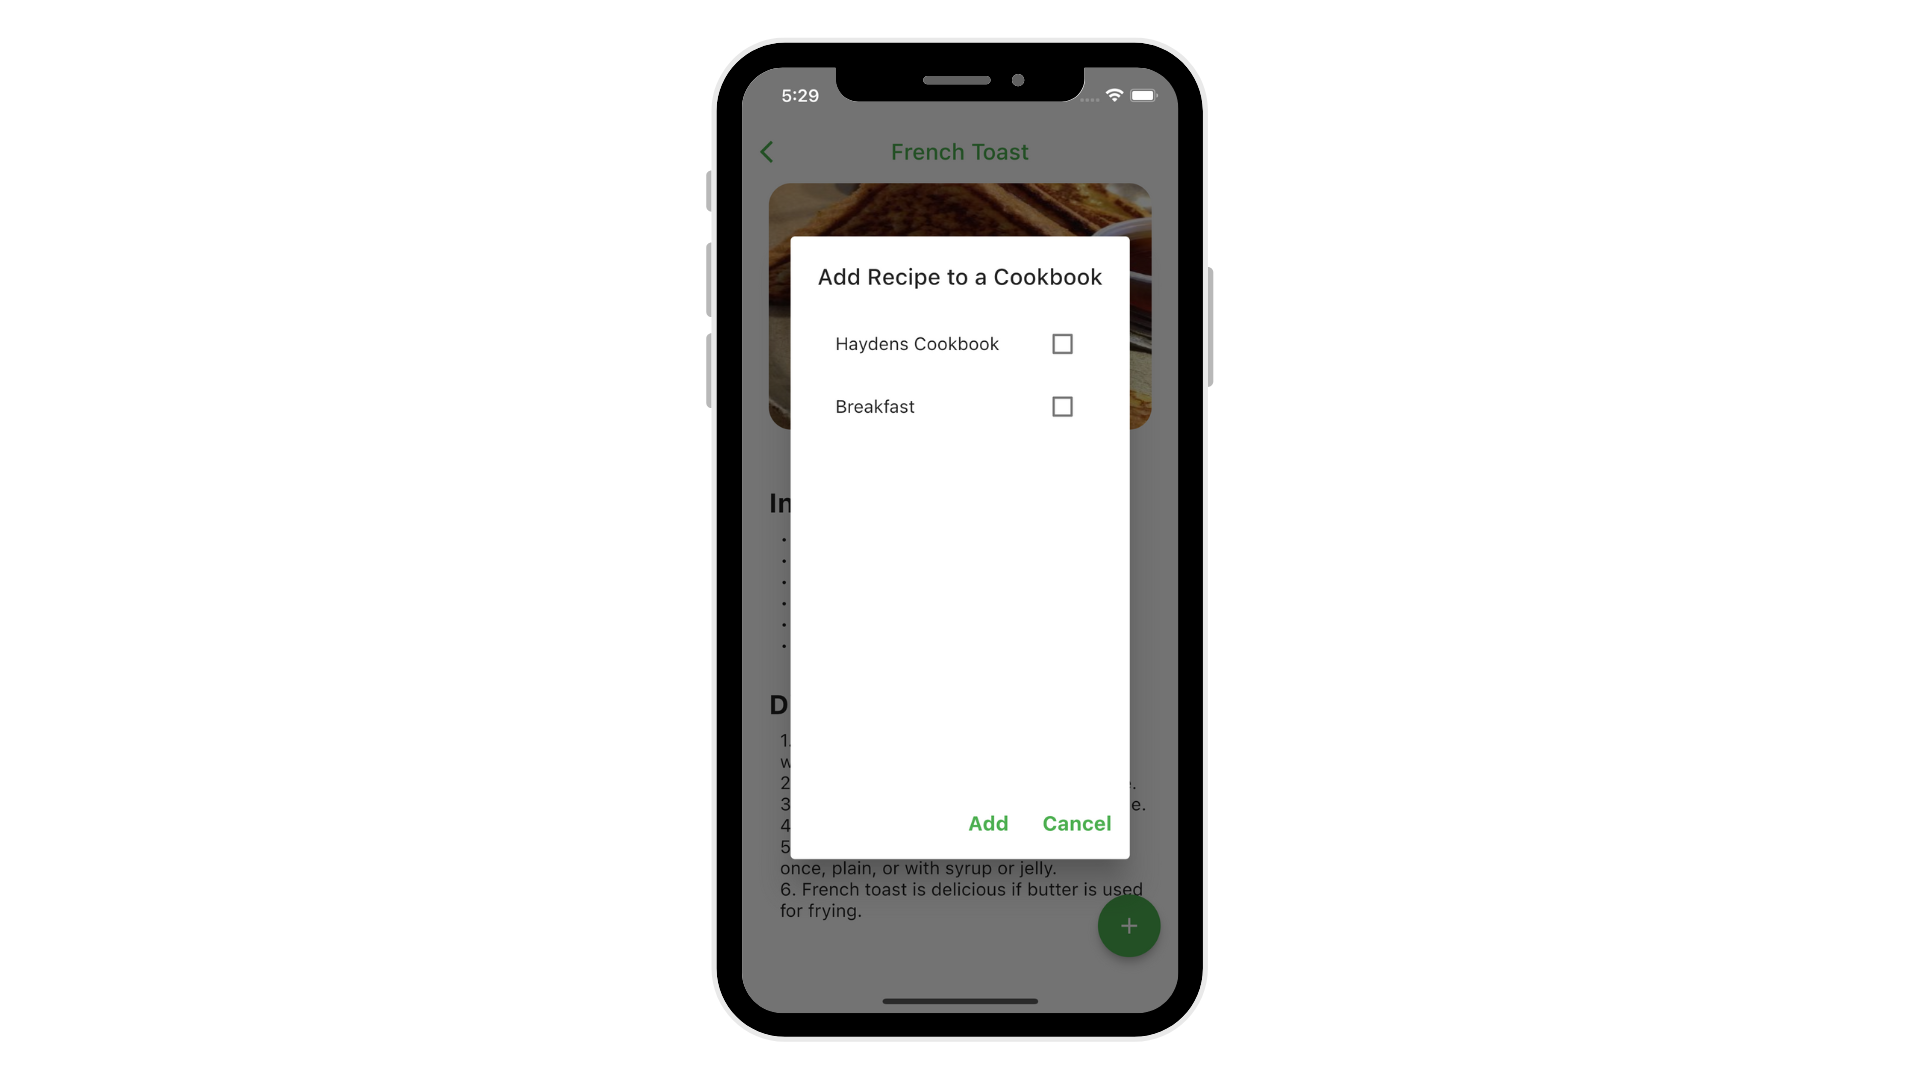 5:29
French Toast
Add Recipe to a Cookbook
Haydens Cookbook
Breakfast
1.
2
3
4
5
Add Cancel
once, plain, or with syrup or jelly.
6. French toast is delicious if butter is used
for frying.
+